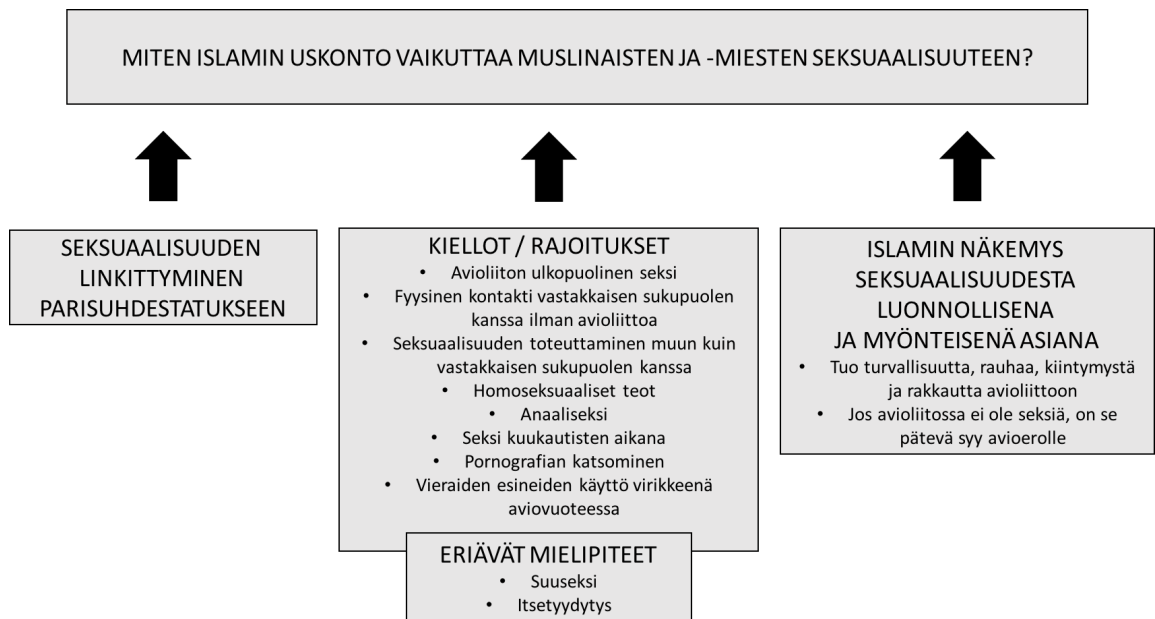 MITEN ISLAMIN USKONTO VAIKUTTAA MUSLINAISTEN JA -MIESTEN SEKSUAALISUUTEEN?
SEKSUAALISUUDEN
LINKITTYMINEN
PARISUHDESTATUKSEEN
KIELLOT / RAJOITUKSET
• Avioliiton ulkopuolinen seksi
• Fyysinen kontakti vastakkaisen sukupuolen
kanssa ilman avioliittoa
• Seksuaalisuuden toteuttaminen muun kuin
vastakkaisen sukupuolen kanssa
• Homoseksuaaliset teot
• Anaaliseksi
• Seksi kuukautisten aikana
• Pornografian katsominen
• Vieraiden esineiden käyttö virikkeenä
aviovuoteessa
ERIÄVÄT MIELIPITEET
• Suuseksi
• Itsetyydytys
ISLAMIN NÄKEMYS
SEKSUAALISUUDESTA
LUONNOLLISENA
JA MYÖNTEISENÄ ASIANA
• Tuo turvallisuutta, rauhaa, kiintymystä
ja rakkautta avioliittoon
• Jos avioliitossa ei ole seksiä, on se
pätevä syy avioerolle